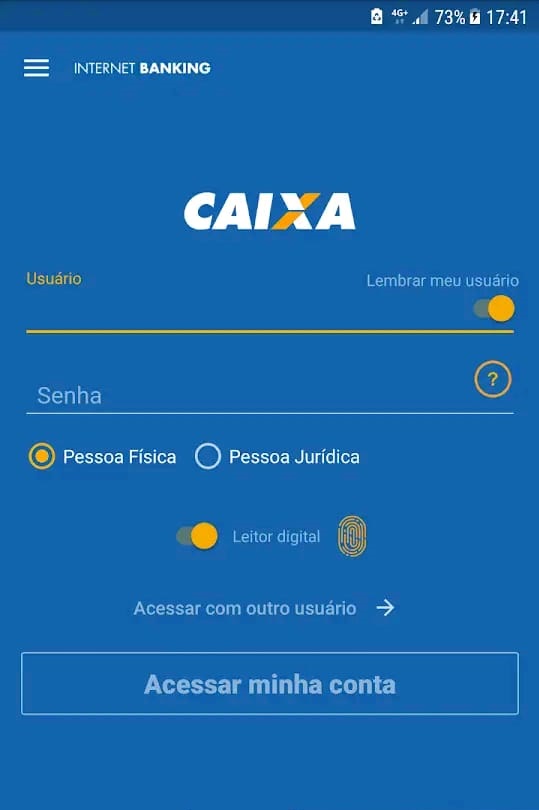 4G+ 73% 17:41
INTERNET BANKING
CAIXA
Usuário
Lembrar meu usuário
Senha
?
Pessoa Física Pessoa Jurídica
Leitor digital
Acessar com outro usuário →
Acessar minha conta